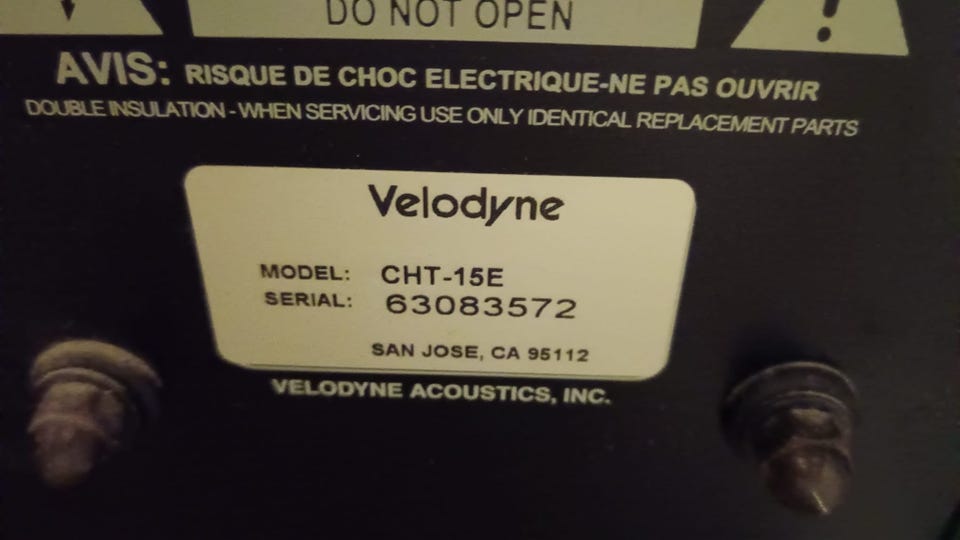 DO NOT OPEN
!
AVIS: RISQUE DE CHOC ELECTRIQUE-NE PAS OUVRIR
DOUBLE INSULATION - WHEN SERVICING USE ONLY IDENTICAL REPLACEMENT PARTS
Velodyne
MODEL: CHT-15E
SERIAL: 63083572
SAN JOSE, CA 95112
VELODYNE ACOUSTICS, INC.